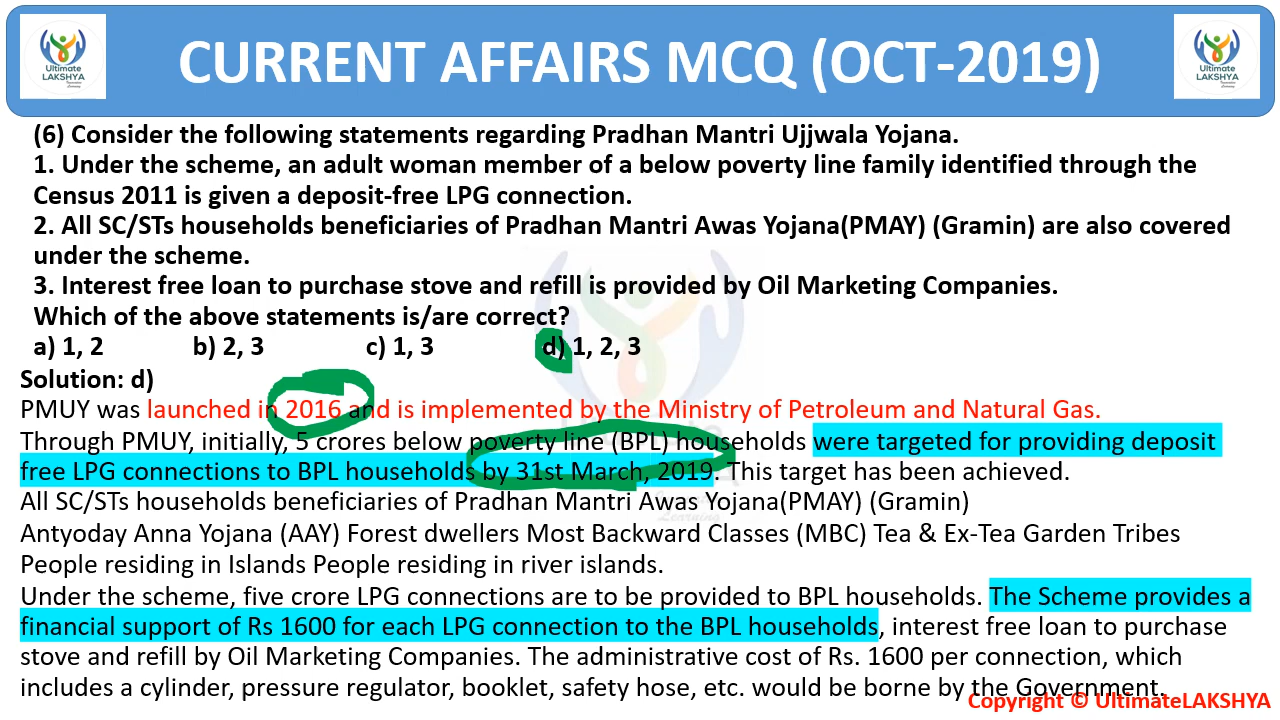 Ultimate
LAKSHYA
CURRENT AFFAIRS MCQ (OCT-2019)
Ultimate
LAKSHYA
(6) Consider the following statements regarding Pradhan Mantri Ujjwala Yojana.
1. Under the scheme, an adult woman member of a below poverty line family identified through the
Census 2011 is given a deposit-free LPG connection.
2. All SC/STs households beneficiaries of Pradhan Mantri Awas Yojana(PMAY) (Gramin) are also covered
under the scheme.
3. Interest free loan to purchase stove and refill is provided by Oil Marketing Companies.
Which of the above statements is/are correct?
a) 1, 2 b) 2, 3 c) 1, 3 d) 1, 2, 3
Solution: d)
PMUY was launched in 2016 and is implemented by the Ministry of Petroleum and Natural Gas.
Through PMUY, initially, 5 crores below poverty line (BPL) households were targeted for providing deposit
free LPG connections to BPL households by 31st March, 2019. This target has been achieved.
All SC/STs households beneficiaries of Pradhan Mantri Awas Yojana(PMAY) (Gramin)
Antyoday Anna Yojana (AAY) Forest dwellers Most Backward Classes (MBC) Tea & Ex-Tea Garden Tribes
People residing in Islands People residing in river islands.
Under the scheme, five crore LPG connections are to be provided to BPL households. The Scheme provides a
financial support of Rs 1600 for each LPG connection to the BPL households, interest free loan to purchase
stove and refill by Oil Marketing Companies. The administrative cost of Rs. 1600 per connection, which
includes a cylinder, pressure regulator, booklet, safety hose, etc. would be borne by the Government.
Copyright © UltimateLAKSHYA